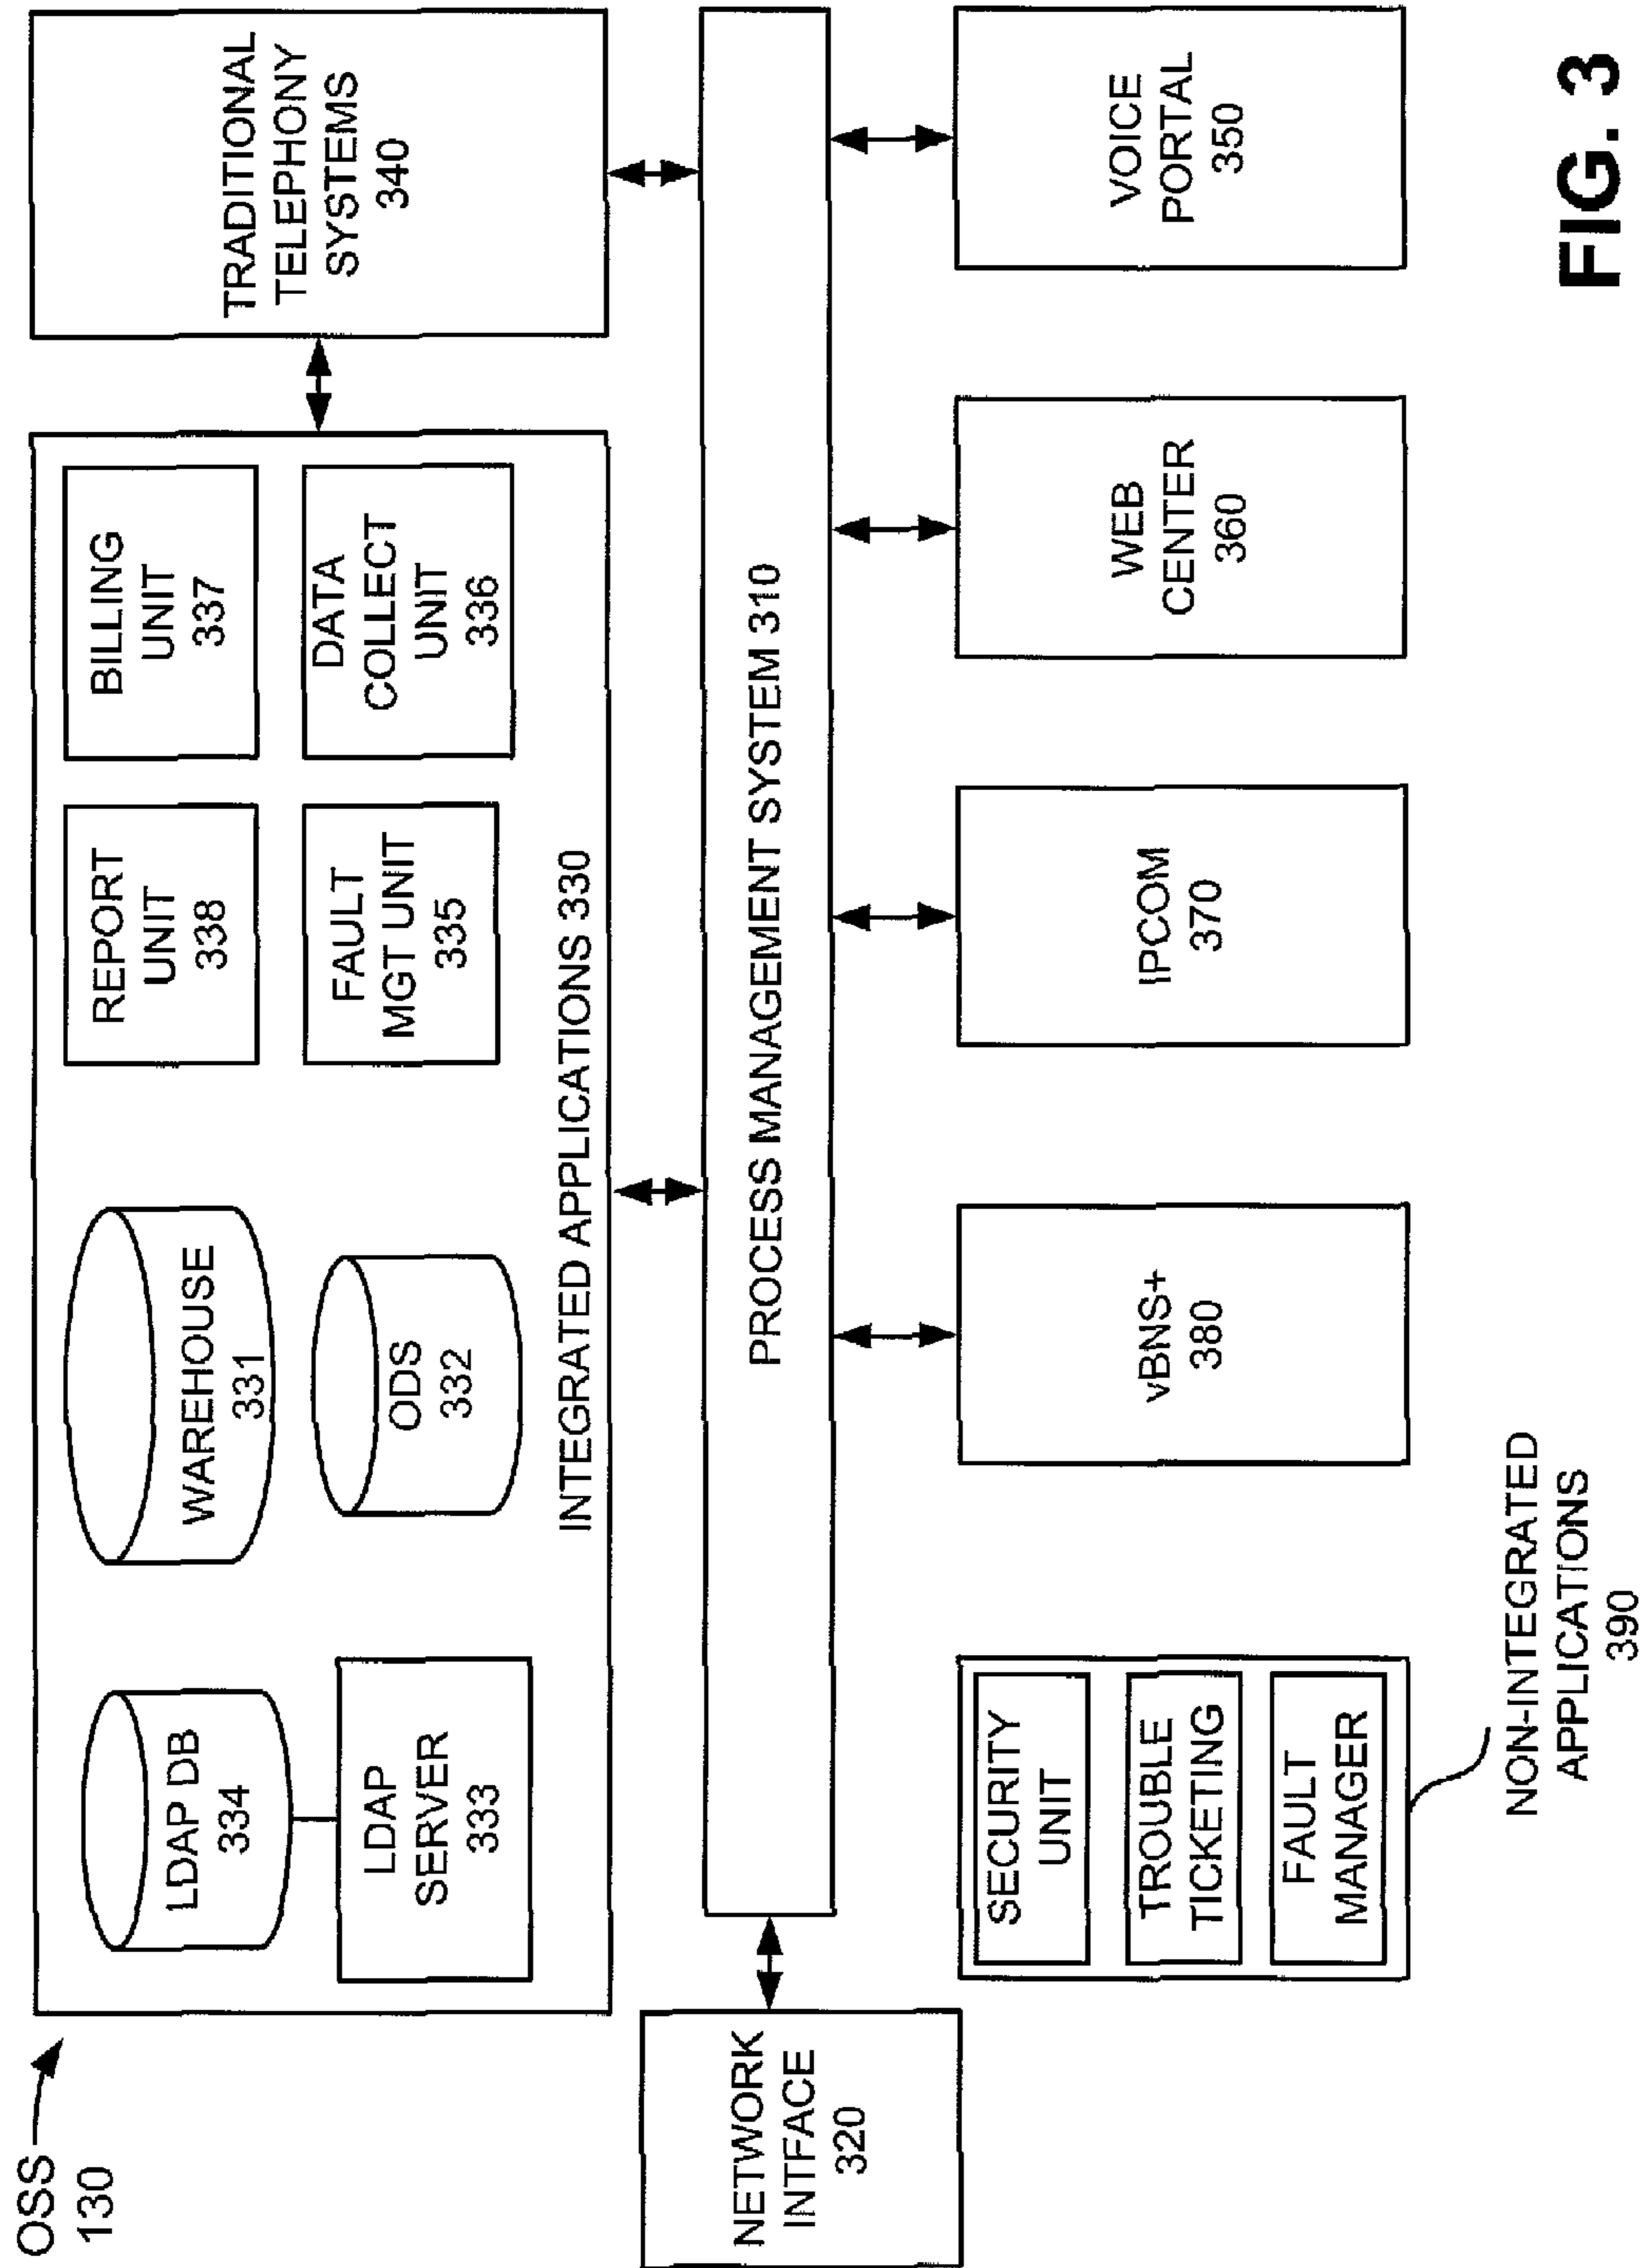 OSS
130
LDAP DB
334
LDAP
SERVER
333
WAREHOUSE
331
ODS
332
REPORT
UNIT
338
FAULT
MGT UNIT
335
BILLING
UNIT
337
DATA
COLLECT
UNIT
336
INTEGRATED APPLICATIONS 330
TRADITIONAL
TELEPHONY
SYSTEMS
340
NETWORK
INTFACE
320
PROCESS MANAGEMENT SYSTEM 310
SECURITY
UNIT
TROUBLE
TICKETING
FAULT
MANAGER
NON-INTEGRATED
APPLICATIONS
390
vBNS+
380
IPCOM
370
WEB
CENTER
360
VOICE
PORTAL
350
FIG. 3